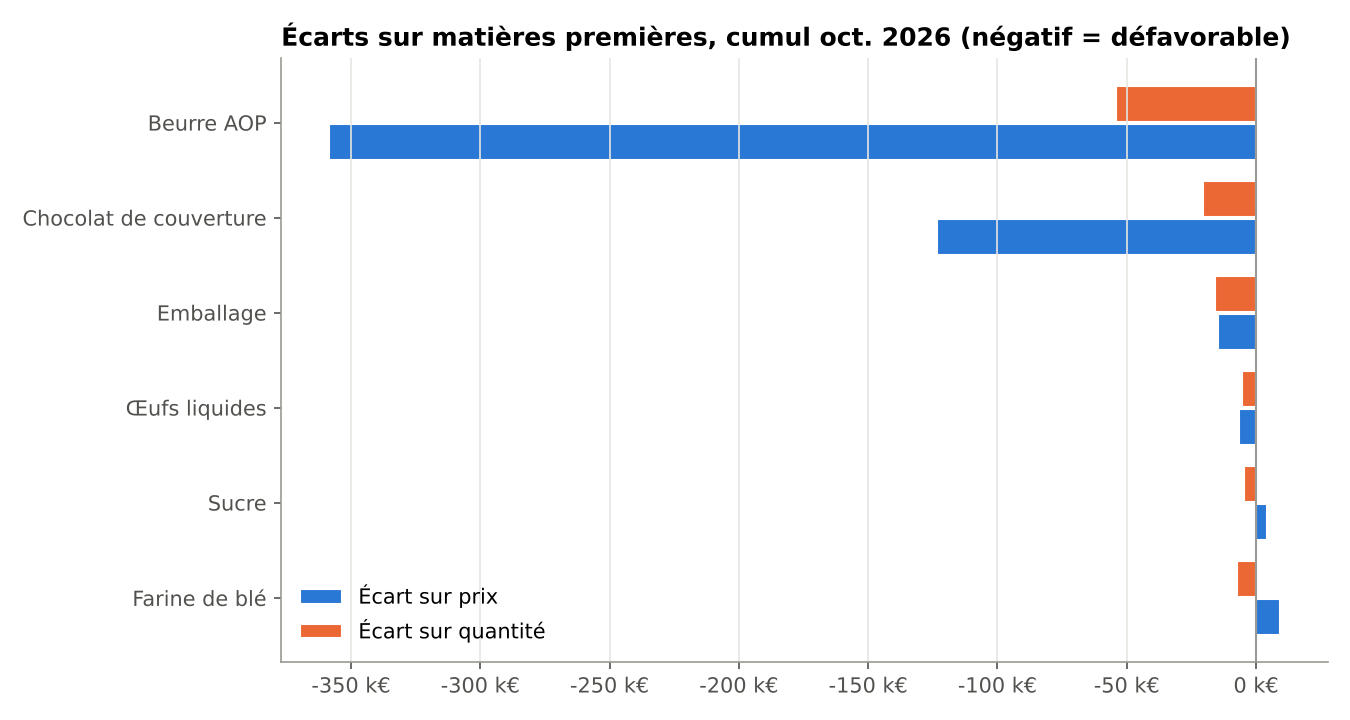 Écarts sur matières premières, cumul oct. 2026 (négatif = défavorable)
Beurre AOP
Chocolat de couverture
Emballage
Œufs liquides
Sucre
Farine de blé
Écart sur prix
Écart sur quantité
-350 k€ -300 k€ -250 k€ -200 k€ -150 k€ -100 k€ -50 k€ 0 k€